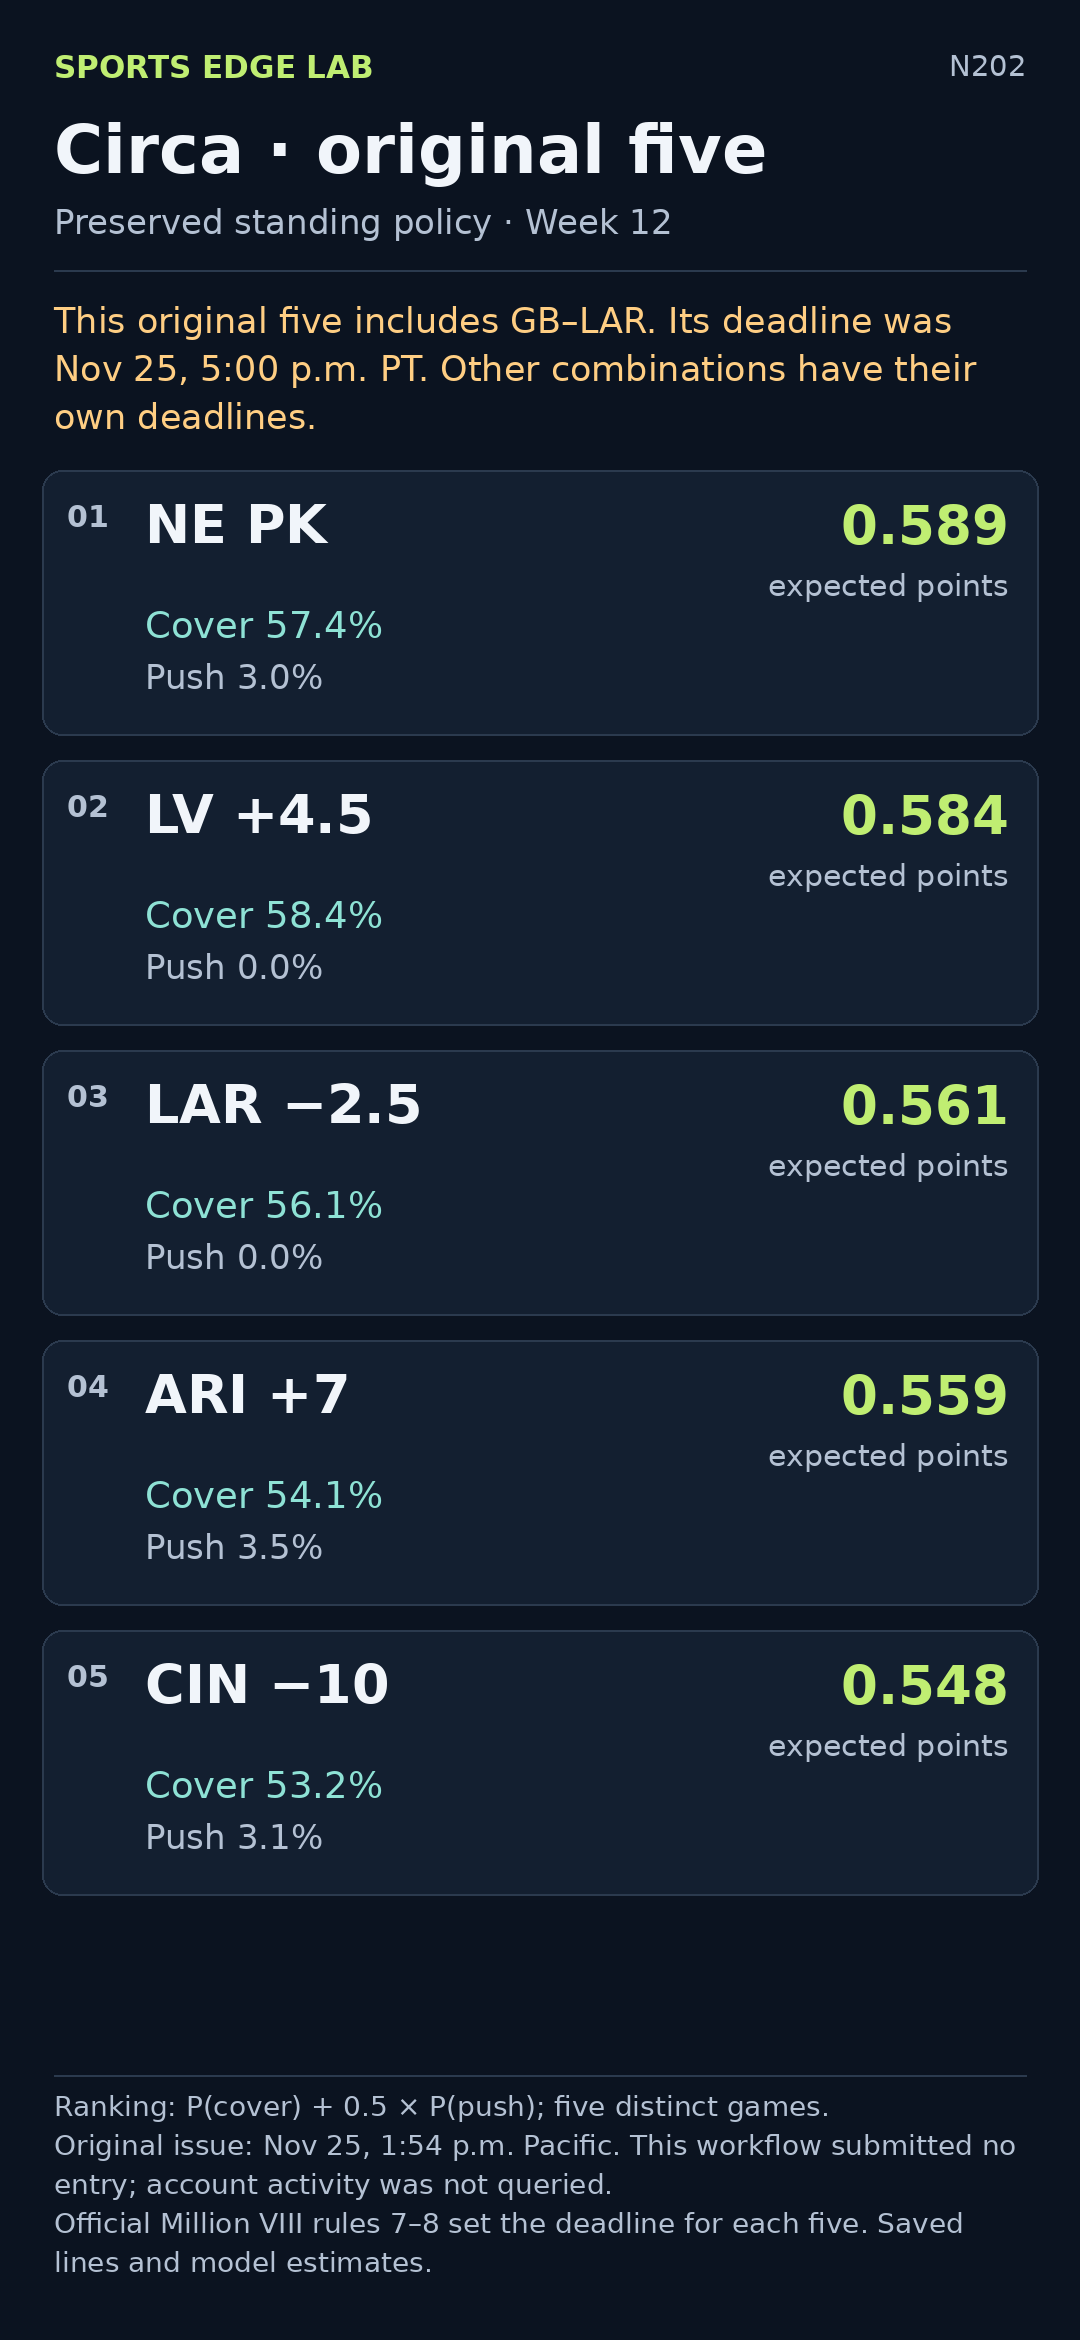 SPORTS EDGE LAB
N202
Circa · original five
Preserved standing policy · Week 12
This original five includes GB–LAR. Its deadline was
Nov 25, 5:00 p.m. PT. Other combinations have their
own deadlines.
01 NE PK 0.589
expected points
Cover 57.4%
Push 3.0%
02 LV +4.5 0.584
expected points
Cover 58.4%
Push 0.0%
03 LAR −2.5 0.561
expected points
Cover 56.1%
Push 0.0%
04 ARI +7 0.559
expected points
Cover 54.1%
Push 3.5%
05 CIN −10 0.548
expected points
Cover 53.2%
Push 3.1%
Ranking: P(cover) + 0.5 × P(push); five distinct games.
Original issue: Nov 25, 1:54 p.m. Pacific. This workflow submitted no
entry; account activity was not queried.
Official Million VIII rules 7–8 set the deadline for each five. Saved
lines and model estimates.